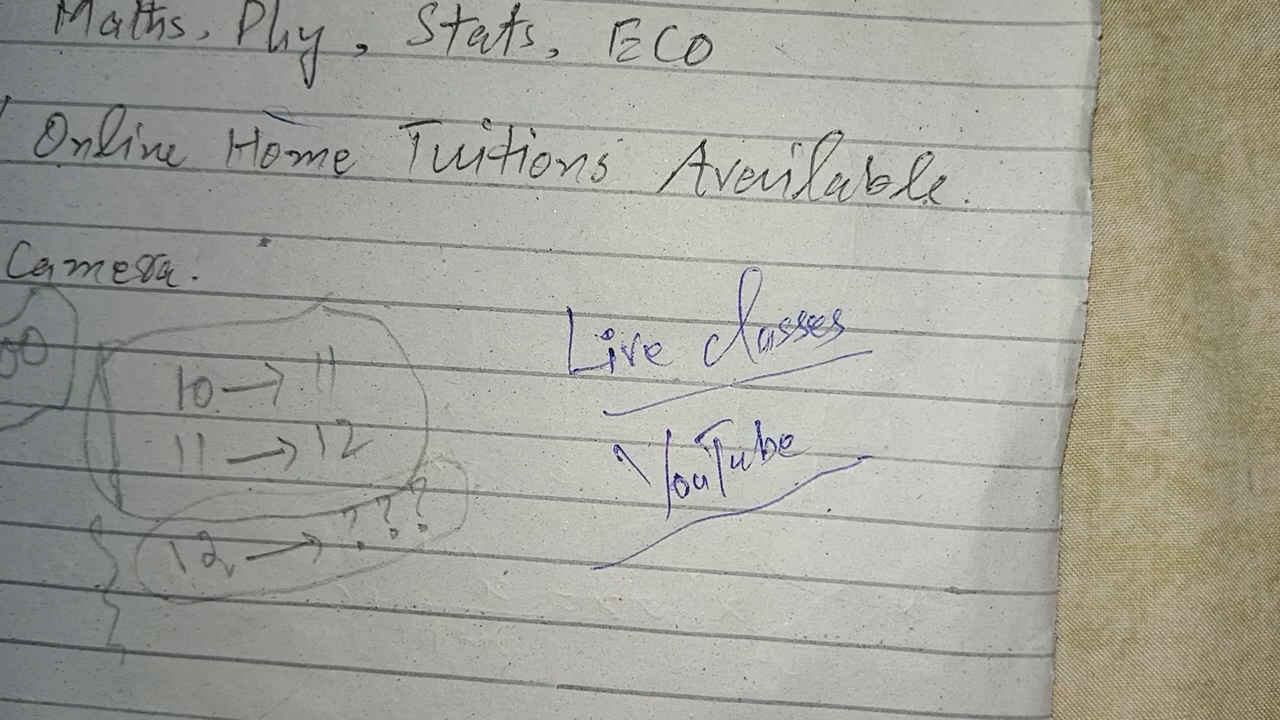 Maths, Phy, Stats, ECO
Online Home Tuitions Available.
Camera.
10 → 11
11 → 12
12 → ???
Live classes
YouTube